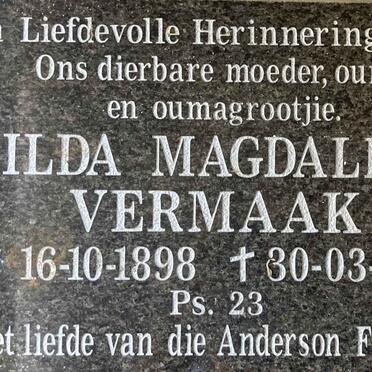 Liefdevolle Herinnering
Ons dierbare moeder, ou
en oumagrootjie.
ILDA MAGDAL
VERMAAK
16-10-1898 † 30-03-
Ps. 23
et liefde van die Anderson F